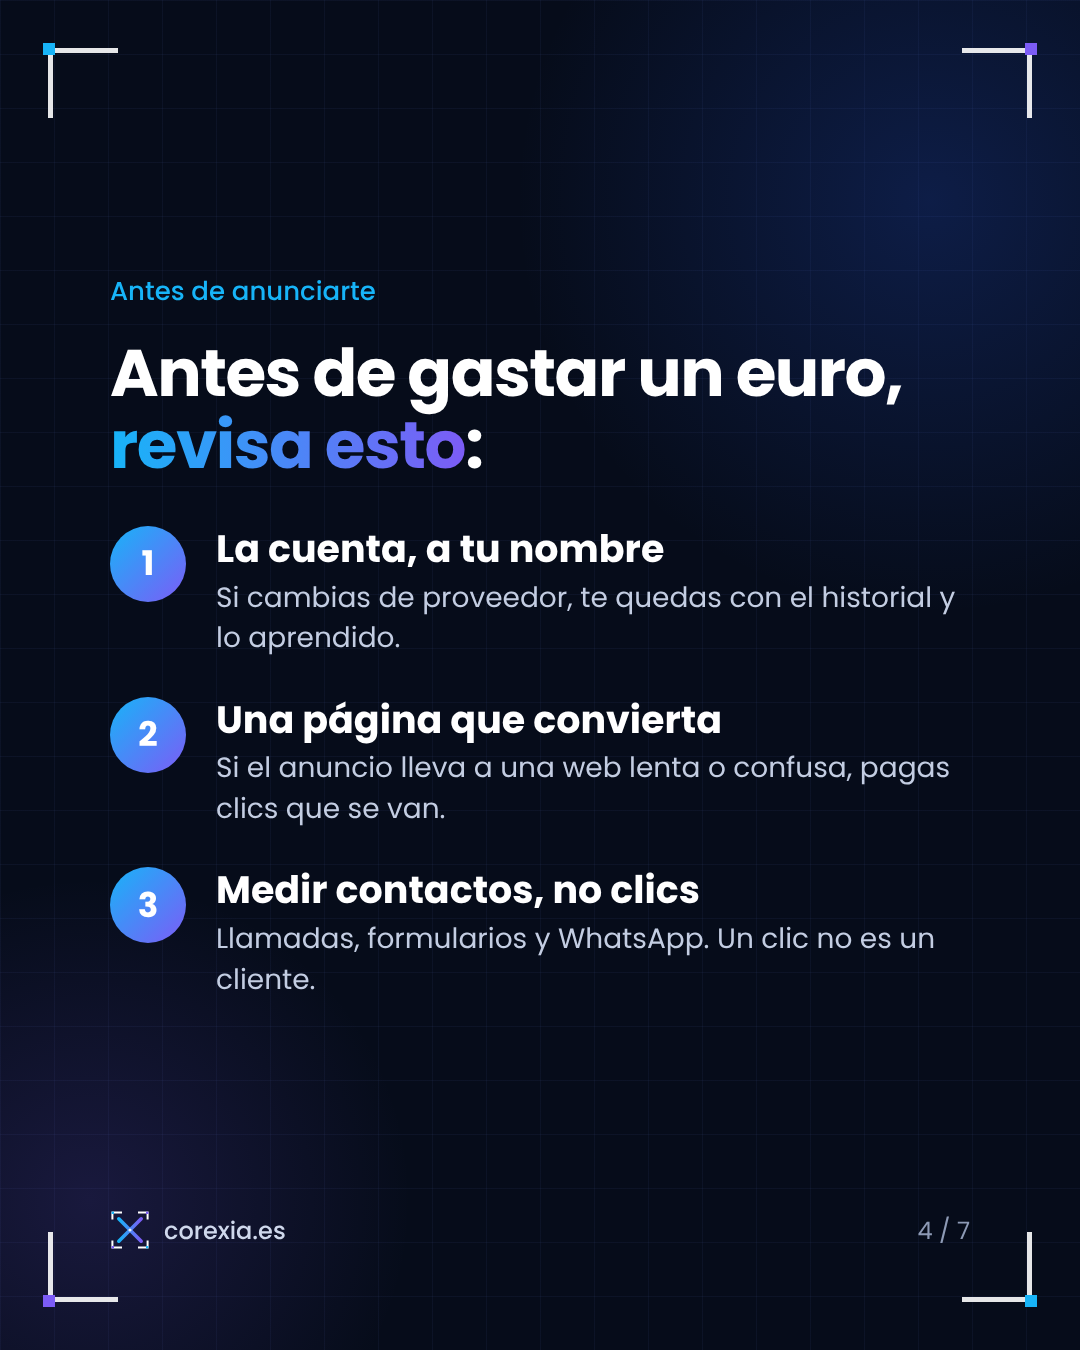 Antes de anunciarte
Antes de gastar un euro,
revisa esto:
1
La cuenta, a tu nombre
Si cambias de proveedor, te quedas con el historial y
lo aprendido.
2
Una página que convierta
Si el anuncio lleva a una web lenta o confusa, pagas
clics que se van.
3
Medir contactos, no clics
Llamadas, formularios y WhatsApp. Un clic no es un
cliente.
corexia.es
4 / 7